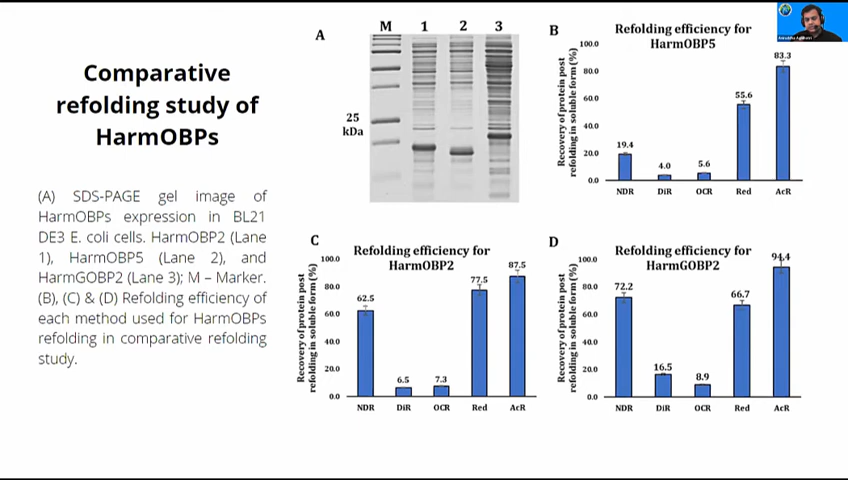 Comparative
refolding study of
HarmOBPs
(A) SDS-PAGE gel image of
HarmOBPs expression in BL21
DE3 E. coli cells. HarmOBP2 (Lane
1), HarmOBP5 (Lane 2), and
HarmGOBP2 (Lane 3); M – Marker.
(B), (C) & (D) Refolding efficiency of
each method used for HarmOBPs
refolding in comparative refolding
study.
A
M 1 2 3
25
kDa
B
Refolding efficiency for
HarmOBP5
Recovery of protein post
refolding in soluble form (%)
100.0
80.0
60.0
40.0
20.0
0.0
19.4
4.0
5.6
55.6
83.3
NDR DiR OCR Red AcR
C
Refolding efficiency for
HarmOBP2
Recovery of protein post
refolding in soluble form (%)
100.0
80.0
60.0
40.0
20.0
0.0
62.5
6.5
7.3
77.5
87.5
NDR DiR OCR Red AcR
D
Refolding efficiency for
HarmGOBP2
Recovery of protein post
refolding in soluble form (%)
100.0
80.0
60.0
40.0
20.0
0.0
72.2
16.5
8.9
66.7
94.4
NDR DiR OCR Red AcR